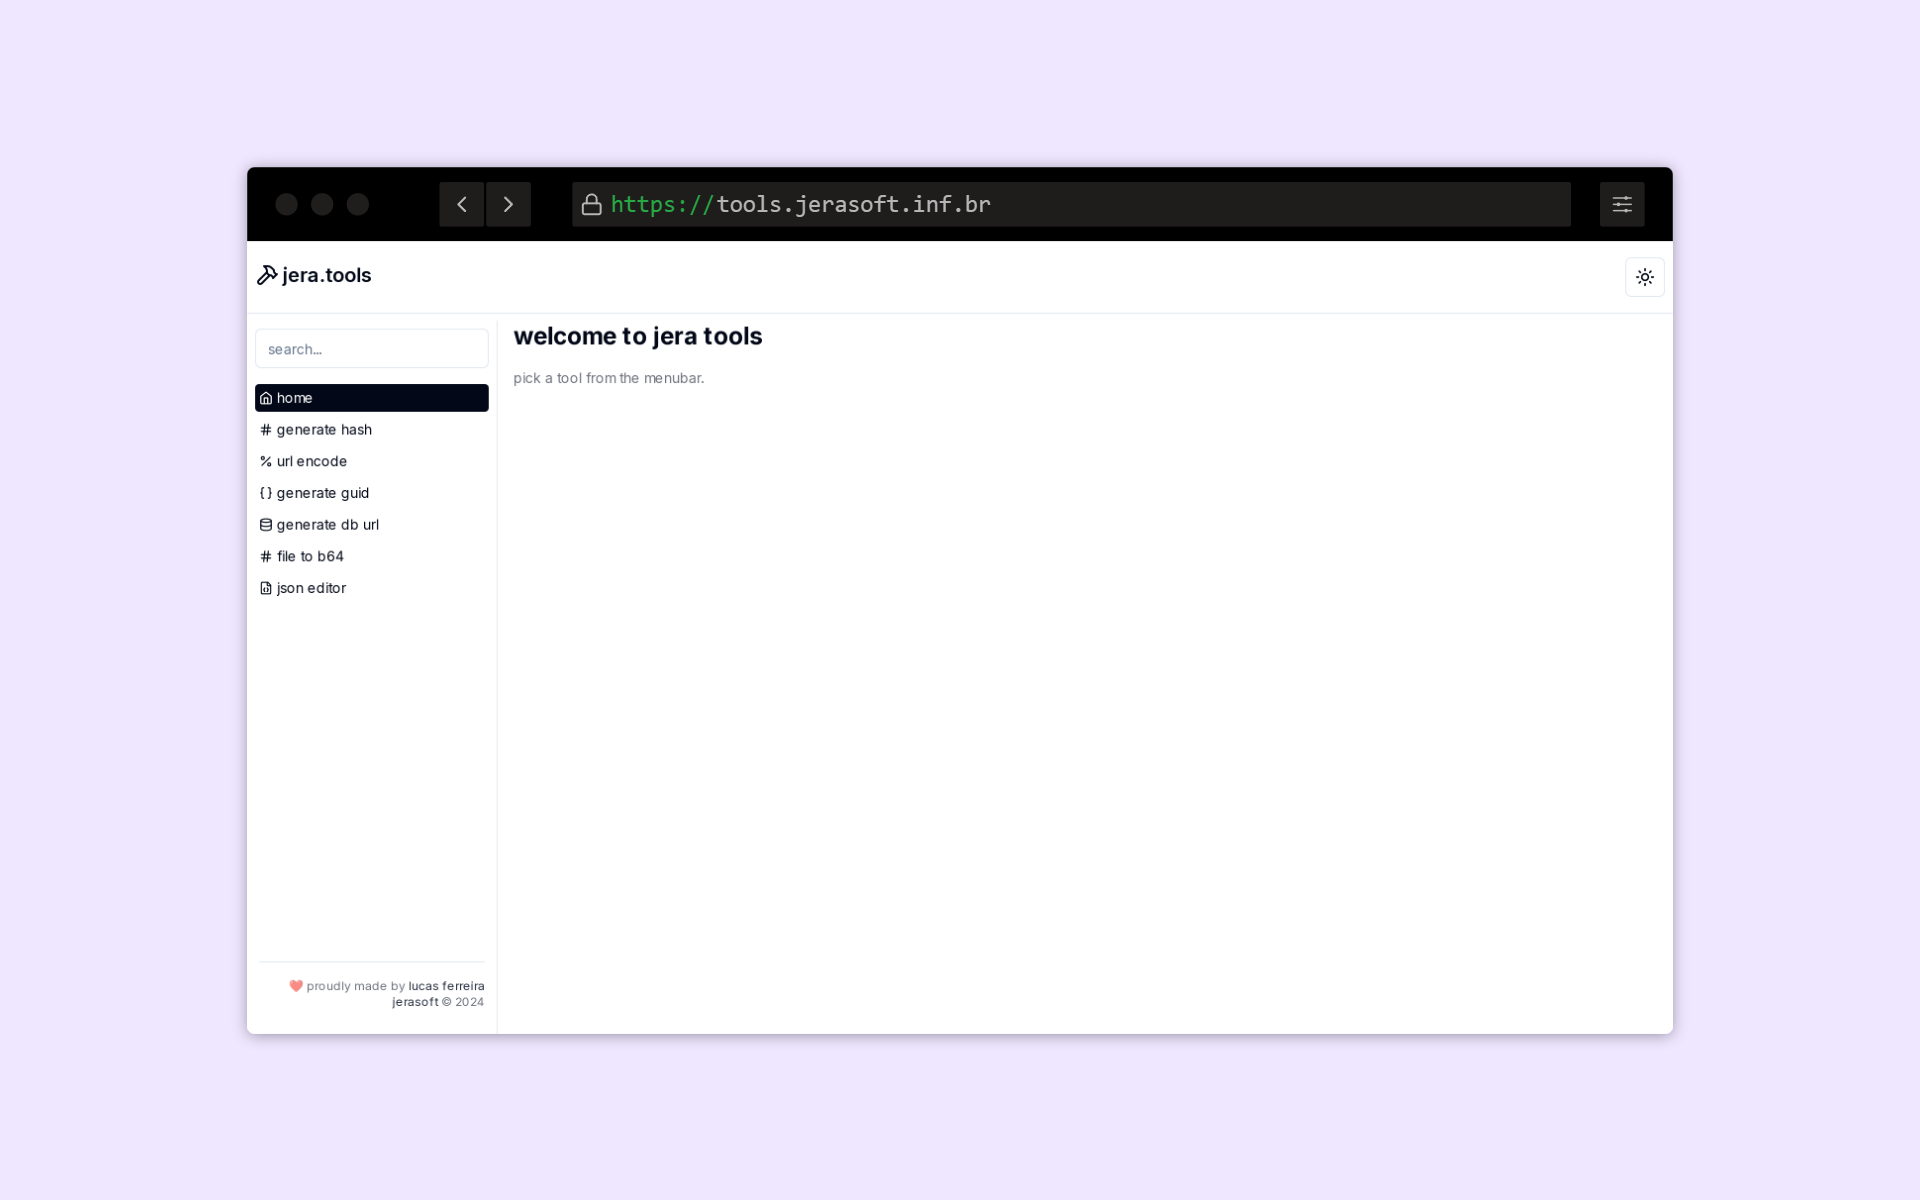 https://tools.jerasoft.inf.br
jera.tools
search...
home
generate hash
url encode
generate guid
generate db url
file to b64
json editor
❤️ proudly made by lucas ferreira
jerasoft © 2024
welcome to jera tools
pick a tool from the menubar.